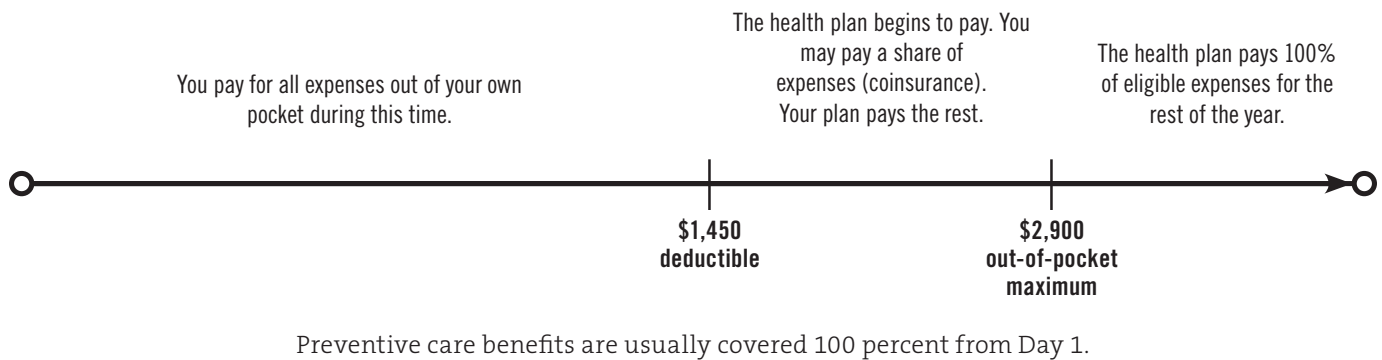 You pay for all expenses out of your own
pocket during this time.
The health plan begins to pay. You
may pay a share of
expenses (coinsurance).
Your plan pays the rest.
The health plan pays 100%
of eligible expenses for the
rest of the year.
$1,450
deductible
$2,900
out-of-pocket
maximum
Preventive care benefits are usually covered 100 percent from Day 1.